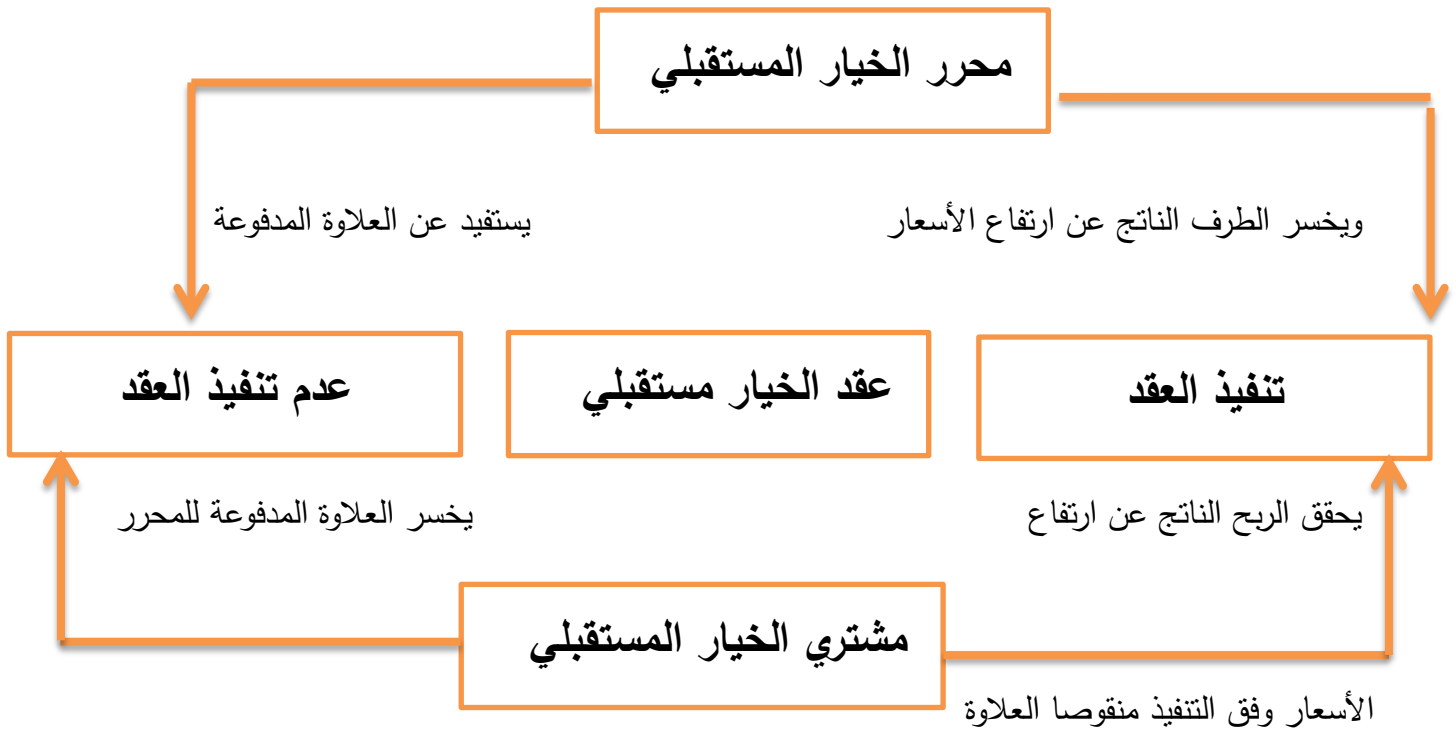 محرر الخيار المستقبلي
ويخسر الطرف الناتج عن ارتفاع الأسعار
يستفيد عن العلاوة المدفوعة
تنفيذ العقد
عقد الخيار مستقبلي
عدم تنفيذ العقد
يحقق الربح الناتج عن ارتفاع
يخسر العلاوة المدفوعة للمحرر
مشتري الخيار المستقبلي
الأسعار وفق التنفيذ منقوصا العلاوة